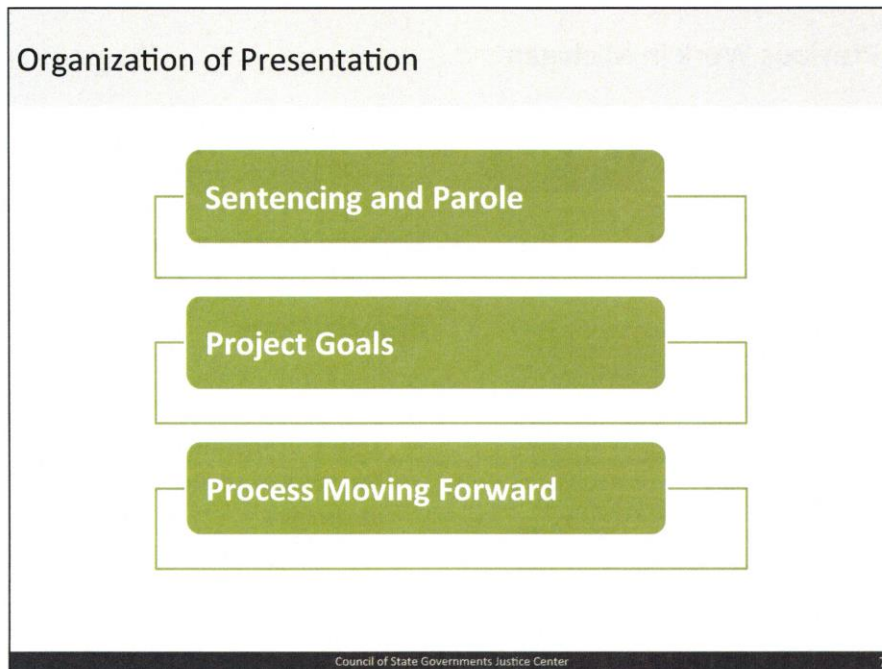 Organization of Presentation
Sentencing and Parole
Project Goals
Process Moving Forward
Council of State Governments Justice Center